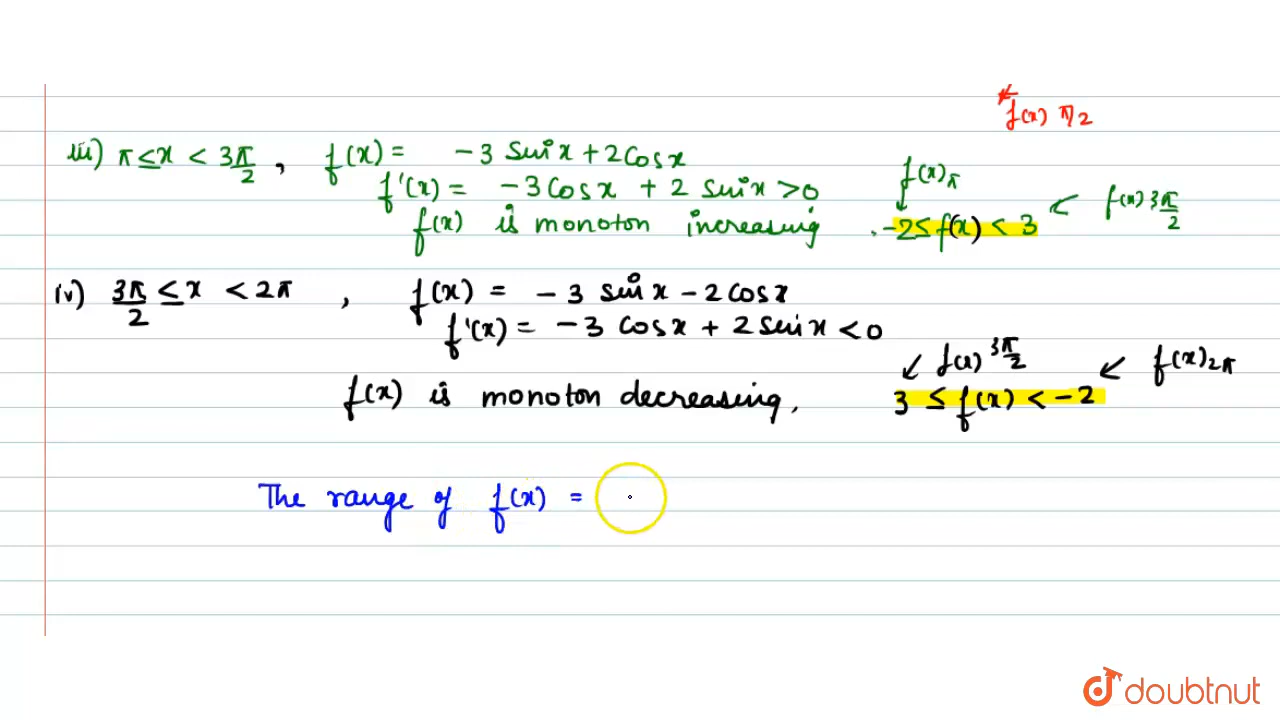 f(x) π/2
iii) π ≤ x < 3π/2 , f(x) = -3 sin x + 2 cos x
f'(x) = -3 cos x + 2 sin x > 0
f(x)π
f(x) 3π/2
f(x) is monoton increasing . -2 ≤ f(x) < 3
iv) 3π/2 ≤ x < 2π , f(x) = -3 sin x - 2 cos x
f'(x) = -3 cos x + 2 sin x < 0
f(x) 3π/2
f(x)2π
f(x) is monoton decreasing, 3 ≤ f(x) < -2
The range of f(x) =
doubtnut